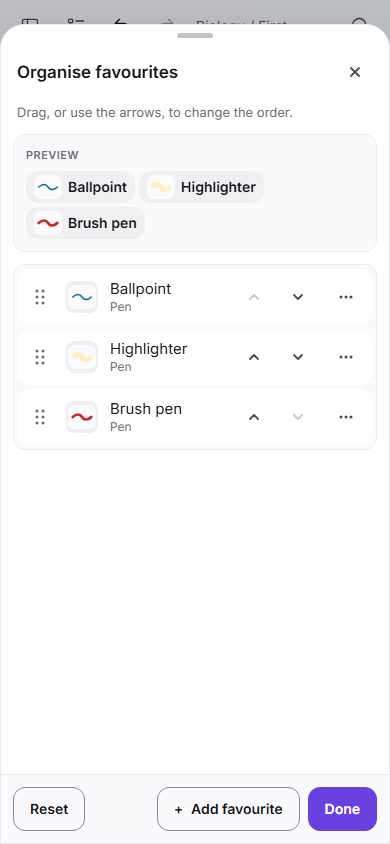 Organise favourites
Drag, or use the arrows, to change the order.
PREVIEW
Ballpoint
Highlighter
Brush pen
Ballpoint
Pen
Highlighter
Pen
Brush pen
Pen
Reset
+ Add favourite
Done